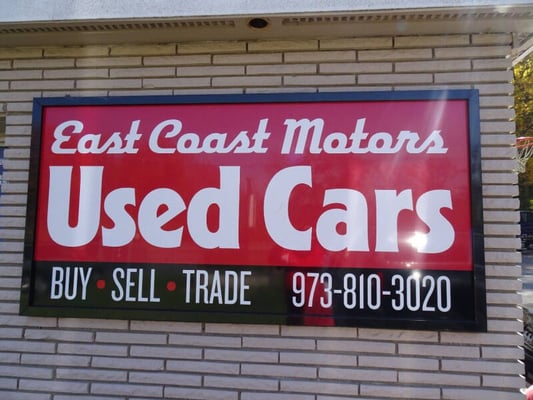 East Coast Motors
Used Cars
BUY • SELL • TRADE 973-810-3020